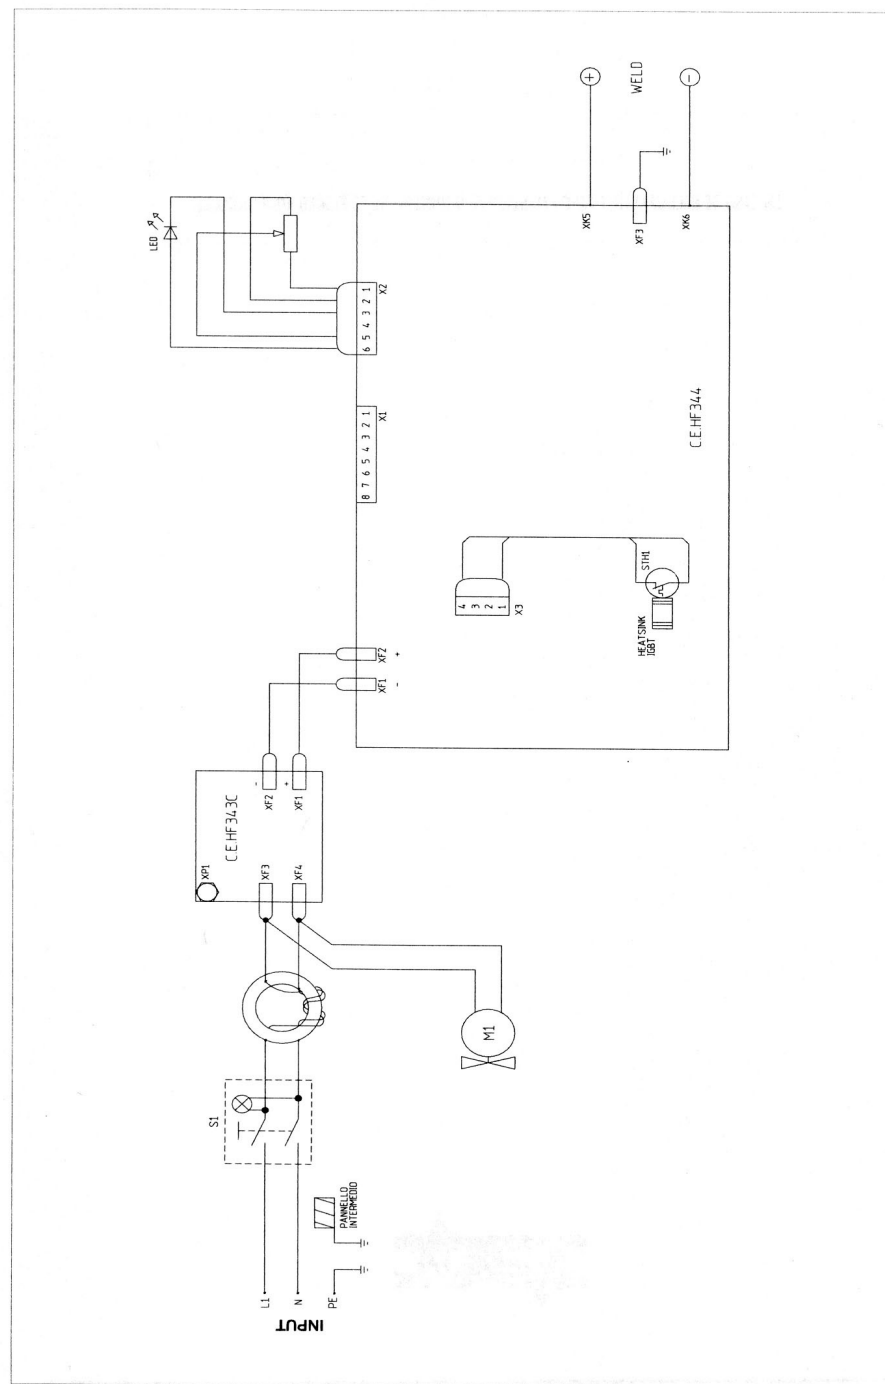 INPUT
L1
N
PE
PANNELLO
INTERMEDIO
S1
M1
XP1
C.E.HF343C
XF3
XF4
XF2 -
XF1 +
XF1 -
XF2 +
8 7 6 5 4 3 2 1
X1
6 5 4 3 2 1
X2
LED
4
3
2
1
X3
HEATSINK
IGBT
STH1
C.E.HF344
XK5
XF3
XK6
+
WELD
-